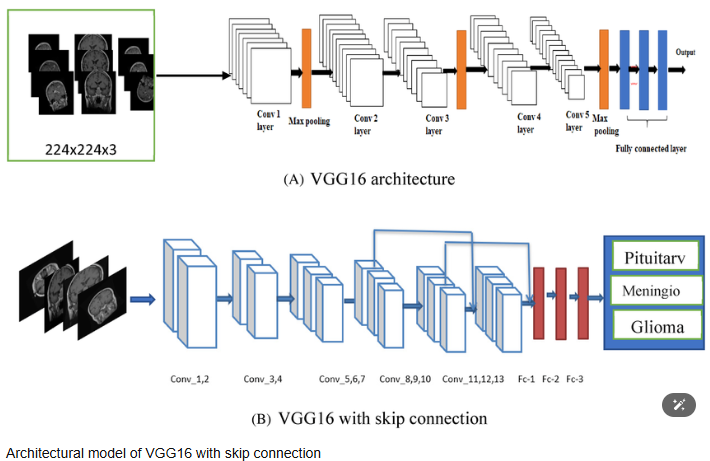 224x224x3
Conv 1 layer
Max pooling
Conv 2 layer
Conv 3 layer
Conv 4 layer
Conv 5 layer
Max pooling
Fully connected layer
Output
(A) VGG16 architecture
Conv_1,2
Conv_3,4
Conv_5,6,7
Conv_8,9,10
Conv_11,12,13
Fc-1
Fc-2
Fc-3
Pituitarv
Meningio
Glioma
(B) VGG16 with skip connection
Architectural model of VGG16 with skip connection